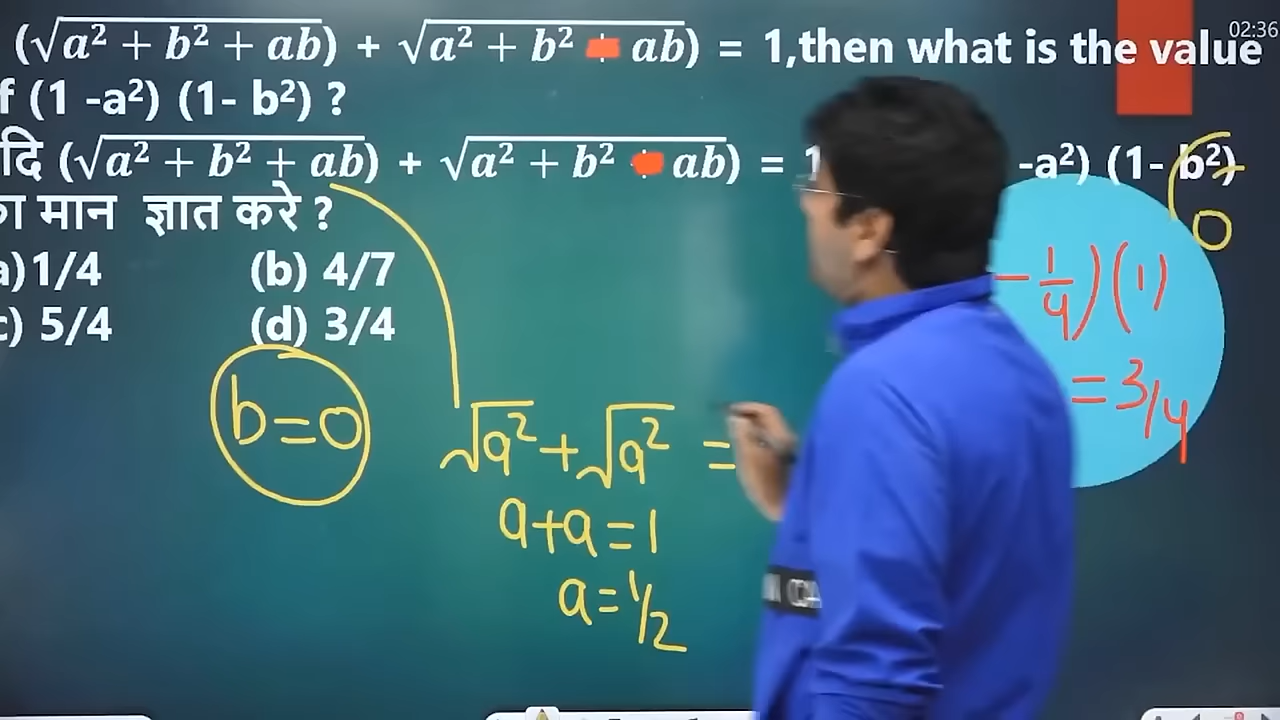 (√a² + b² + ab) + √a² + b² - ab) = 1,then what is the value
f (1 -a²) (1- b²) ?
दि (√a² + b² + ab) + √a² + b² - ab) = 1 -a²) (1- b²)
का मान ज्ञात करे ?
a)1/4 (b) 4/7
c) 5/4 (d) 3/4
02:36
0
- 1/4)(1)
= 3/4
b=0
√a² + √a² =
a+a=1
a=1/2